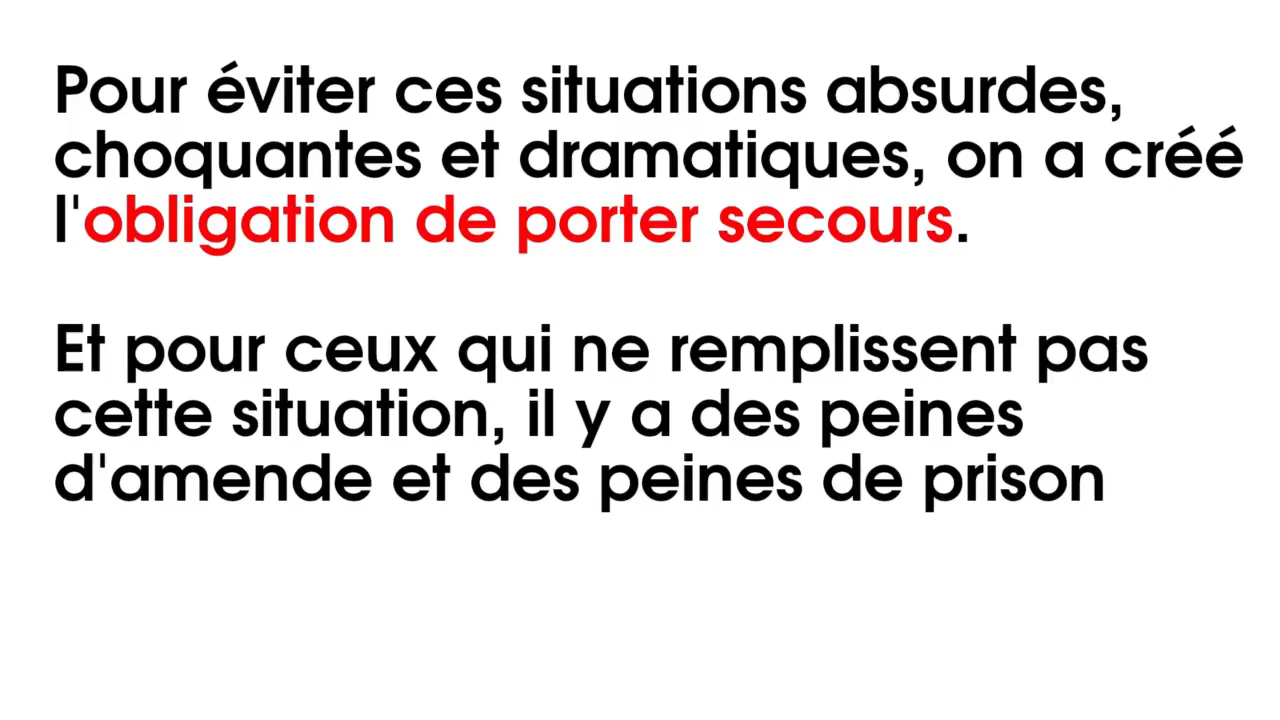 Pour éviter ces situations absurdes,
choquantes et dramatiques, on a créé
l'obligation de porter secours.
Et pour ceux qui ne remplissent pas
cette situation, il y a des peines
d'amende et des peines de prison